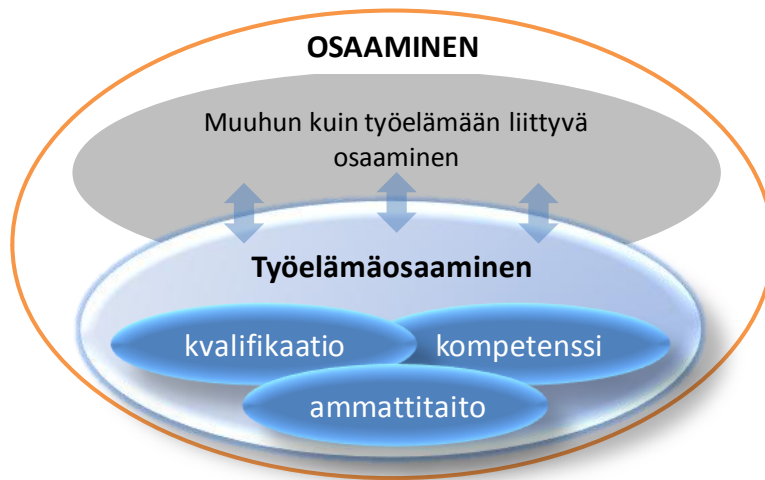 OSAAMINEN
Muuhun kuin työelämään liittyvä
osaaminen
Työelämäosaaminen
kvalifikaatio
kompetenssi
ammattitaito